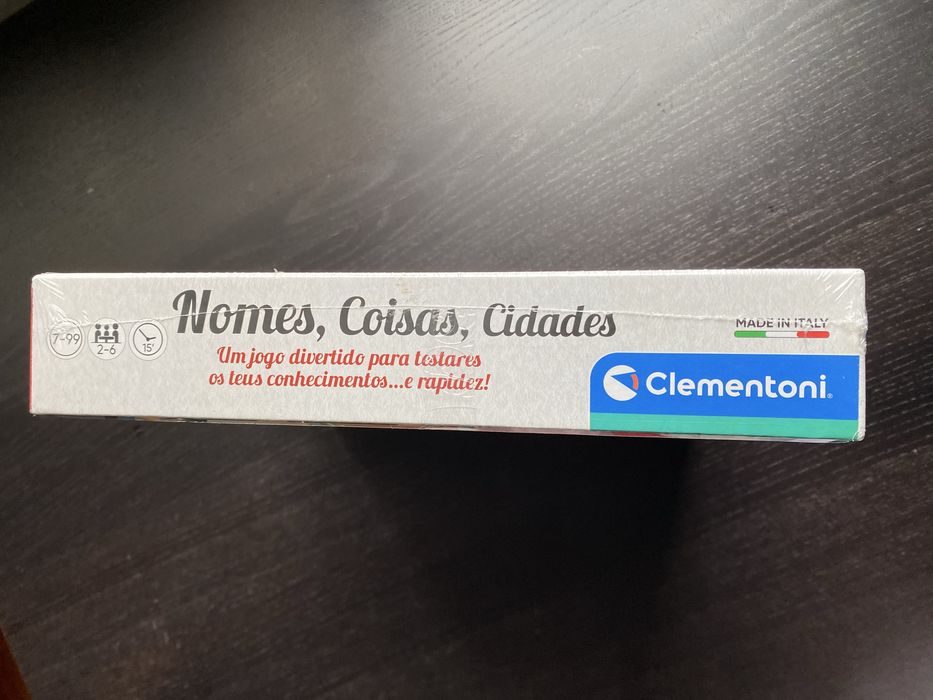 Nomes, Coisas, Cidades
Um jogo divertido para testares
os teus conhecimentos...e rapidez!
7-99
2-6
15'
MADE IN ITALY
Clementoni®